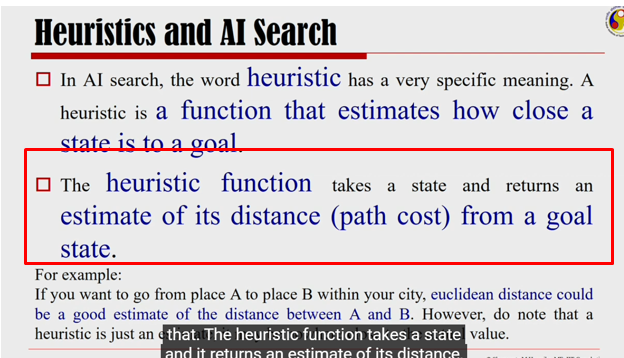 Heuristics and AI Search
In AI search, the word heuristic has a very specific meaning. A
heuristic is a function that estimates how close a
state is to a goal.
The heuristic function takes a state and returns an
estimate of its distance (path cost) from a goal
state.
For example:
If you want to go from place A to place B within your city, euclidean distance could
be a good estimate of the distance between A and B. However, do note that a
heuristic is just an value.
that. The heuristic function takes a state
and it returns an estimate of its distance